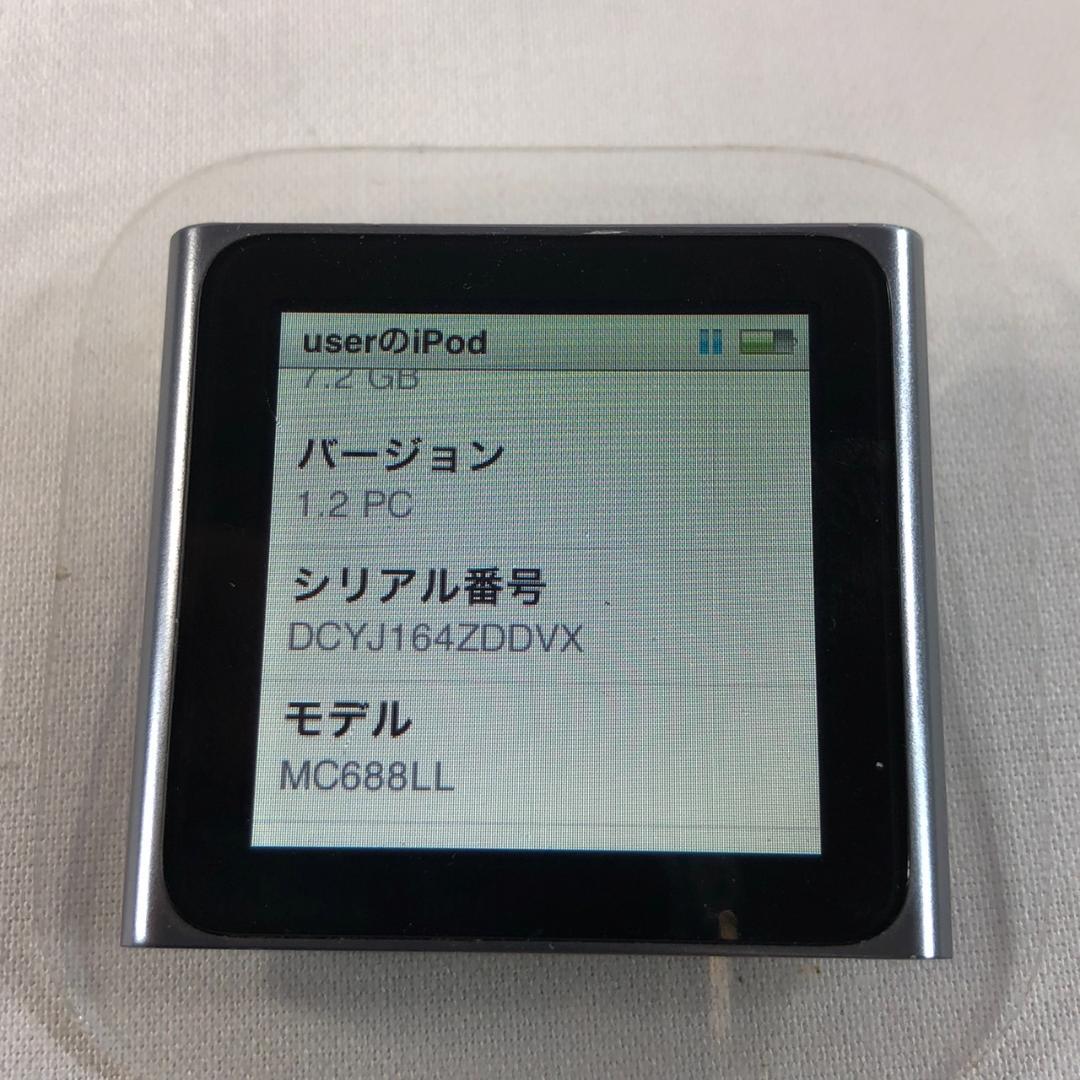 userのiPod
7.2 GB
バージョン
1.2 PC
シリアル番号
DCYJ164ZDDVX
モデル
MC688LL